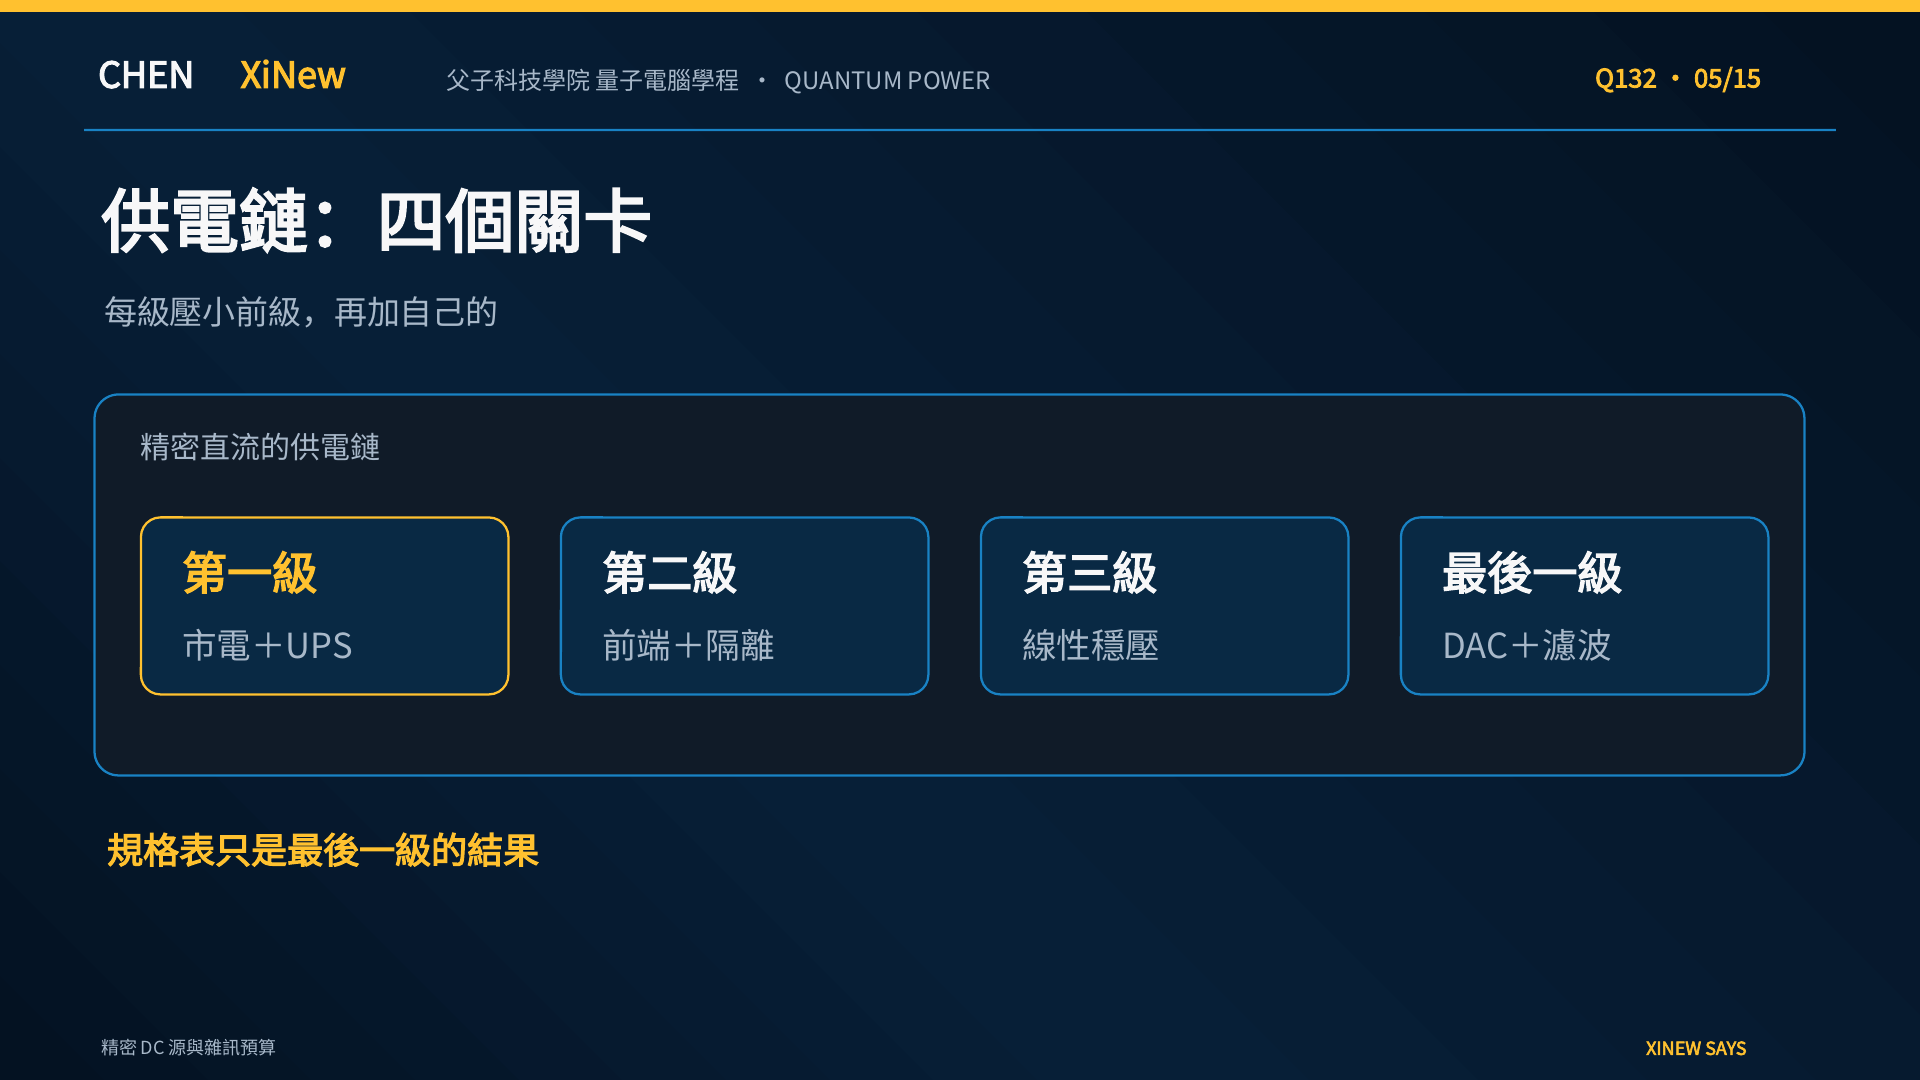 CHEN XiNew 父子科技學院 量子電腦學程 · QUANTUM POWER Q132 · 05/15
供電鏈：四個關卡
每級壓小前級，再加自己的
精密直流的供電鏈
第一級 第二級 第三級 最後一級
市電＋UPS 前端＋隔離 線性穩壓 DAC＋濾波
規格表只是最後一級的結果
精密 DC 源與雜訊預算 XINEW SAYS